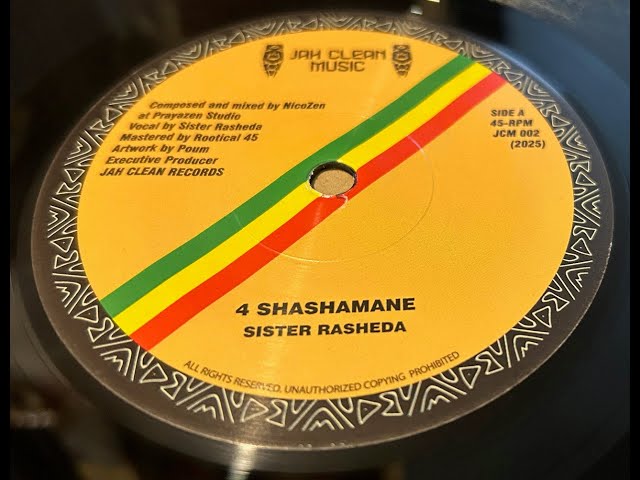 JAH CLEAN
MUSIC
Composed and mixed by NicoZen
at Prayazen Studio
Vocal by Sister Rasheda
Mastered by Rootical 45
Artwork by Poum
Executive Producer
JAH CLEAN RECORDS
SIDE A
45-RPM
JCM 002
(2025)
4 SHASHAMANE
SISTER RASHEDA
ALL RIGHTS RESERVED. UNAUTHORIZED COPYING PROHIBITED